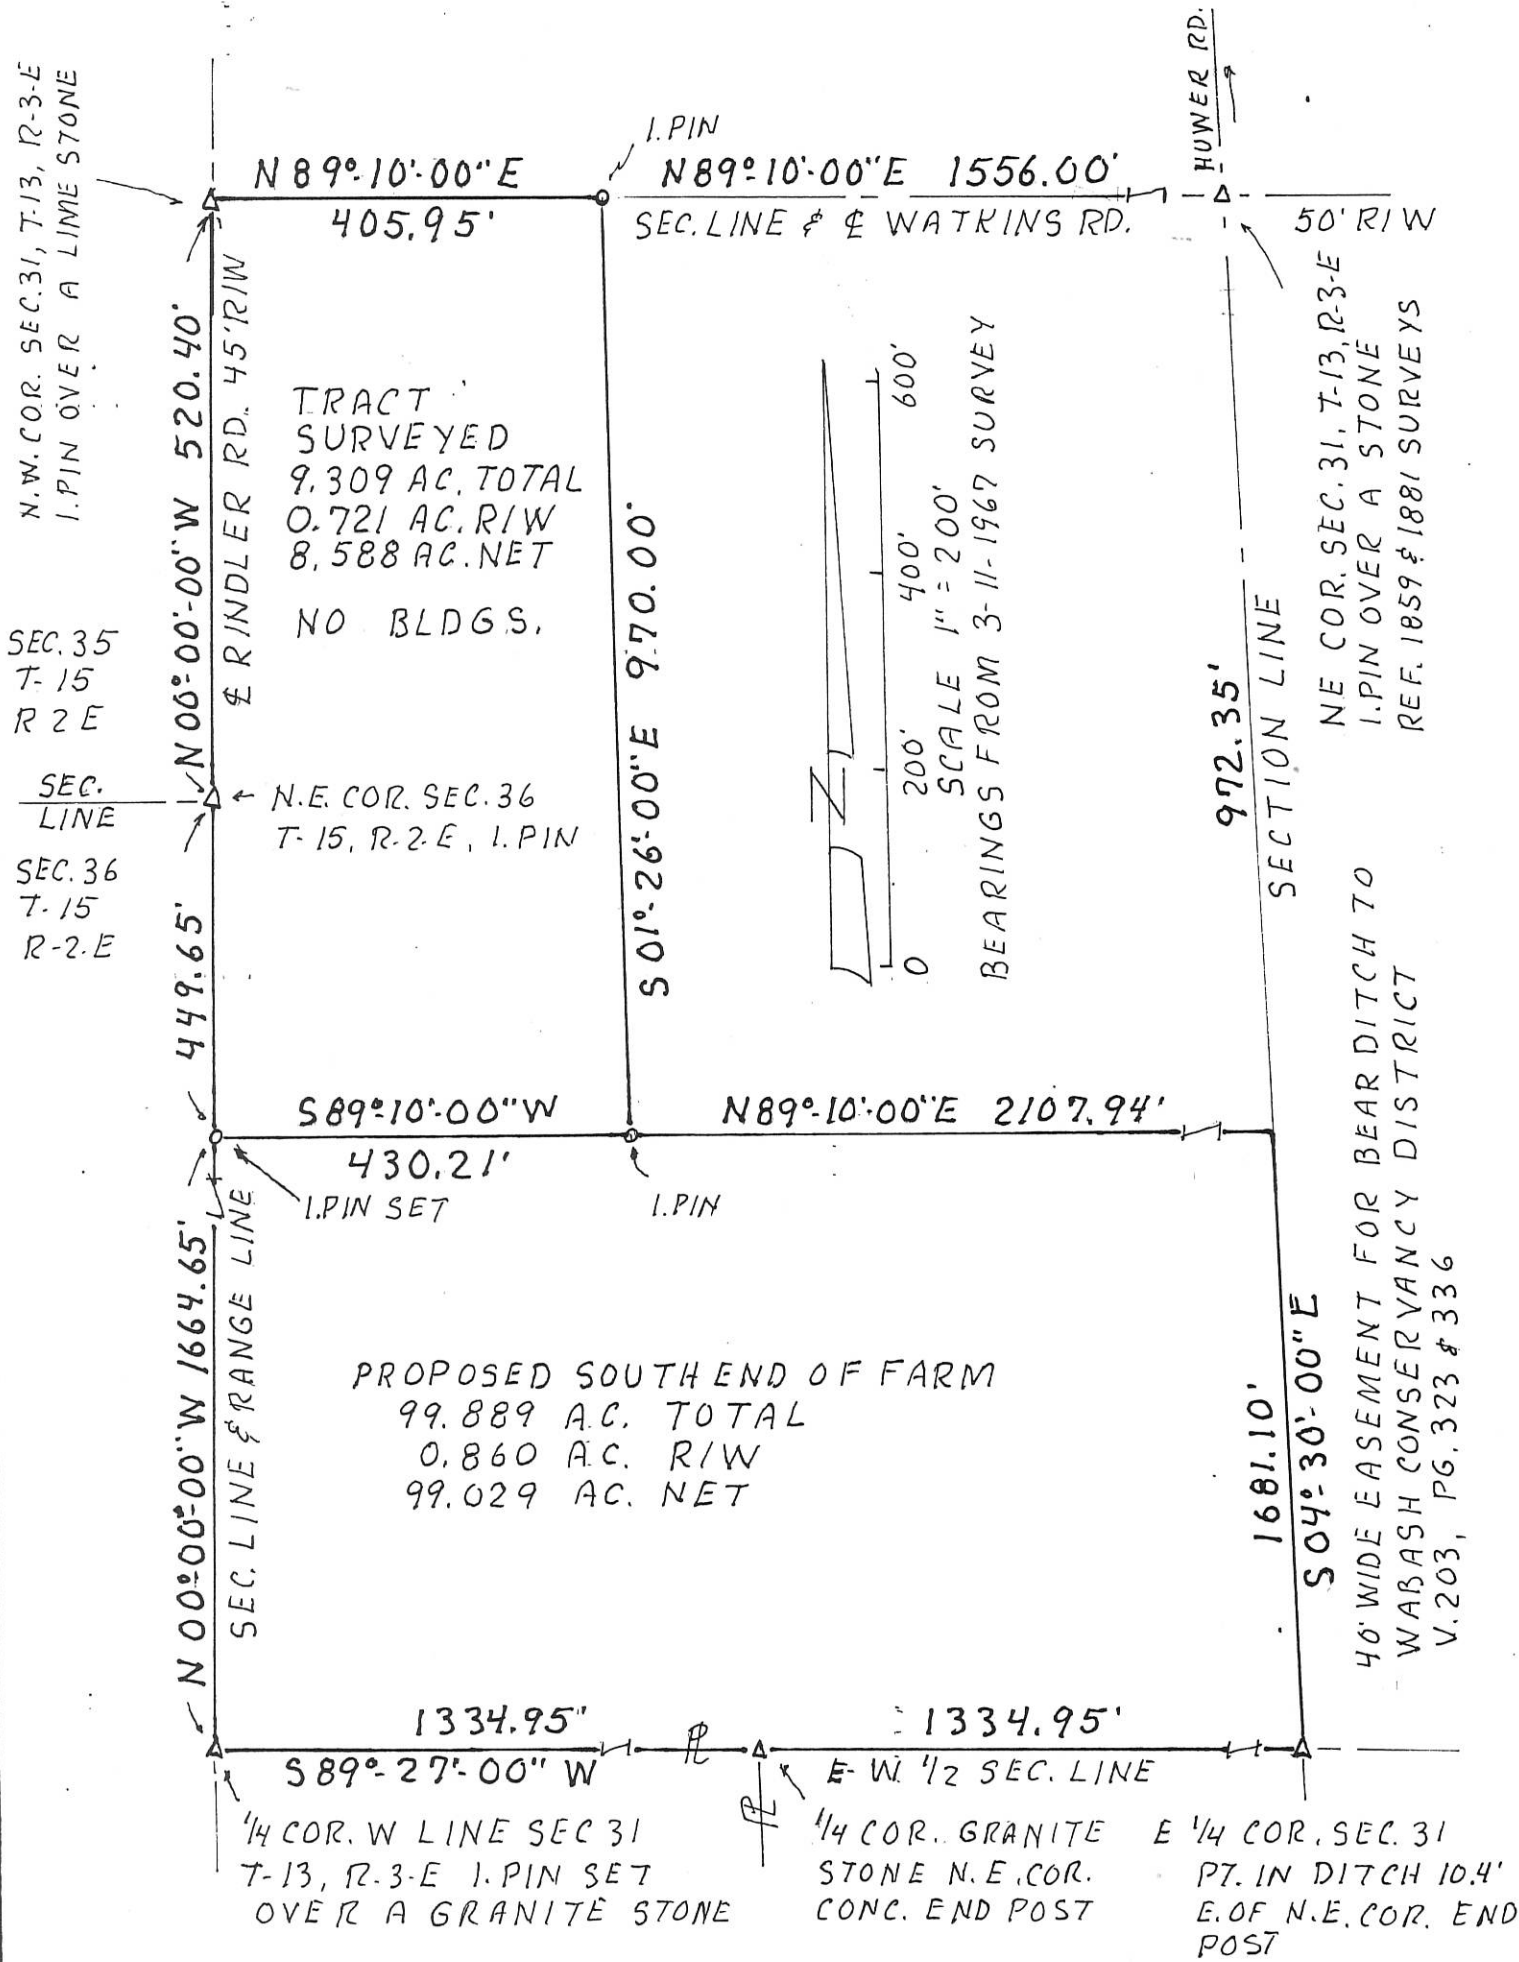 HUWER RD.
N.W. COR. SEC. 31, T-13, R-3-E
I.PIN OVER A LIME STONE
I.PIN
N 89°-10'-00" E
405.95'
N89°-10'-00"E 1556.00'
SEC. LINE & ℄ WATKINS RD.
50' R/W
NE COR. SEC. 31, T-13, R-3-E
I.PIN OVER A STONE
REF. 1859 & 1881 SURVEYS
N 00°-00'-00" W 520.40'
℄ RINDLER RD. 45' R/W
TRACT
SURVEYED
9.309 AC. TOTAL
0.721 AC. R/W
8.588 AC. NET
NO BLDGS.
S 01°-26'-00" E 970.00'
N
0 200' 400' 600'
SCALE 1" = 200'
BEARINGS FROM 3-11-1967 SURVEY
972.35'
SECTION LINE
SEC. 35
T-15
R 2 E
SEC.
LINE
SEC. 36
T-15
R-2-E
N.E. COR. SEC. 36
T-15, R-2-E, I.PIN
449.65'
S89°-10'-00" W
430.21'
N89°-10'-00"E 2107.94'
I.PIN SET
I.PIN
N 00°-00'-00" W 1664.65'
SEC. LINE & RANGE LINE
PROPOSED SOUTH END OF FARM
99.889 A.C. TOTAL
0.860 A.C. R/W
99.029 AC. NET
1681.10'
S 04°-30'-00" E
40' WIDE EASEMENT FOR BEAR DITCH TO
WABASH CONSERVANCY DISTRICT
V. 203, PG. 323 & 336
1334.95'
S89°-27'-00" W
PL
PL
1334.95'
E-W. 1/2 SEC. LINE
1/4 COR. W LINE SEC 31
T-13, R-3-E I.PIN SET
OVER A GRANITE STONE
1/4 COR. GRANITE
STONE N.E. COR.
CONC. END POST
E 1/4 COR. SEC. 31
PT. IN DITCH 10.4'
E. OF N.E. COR. END
POST